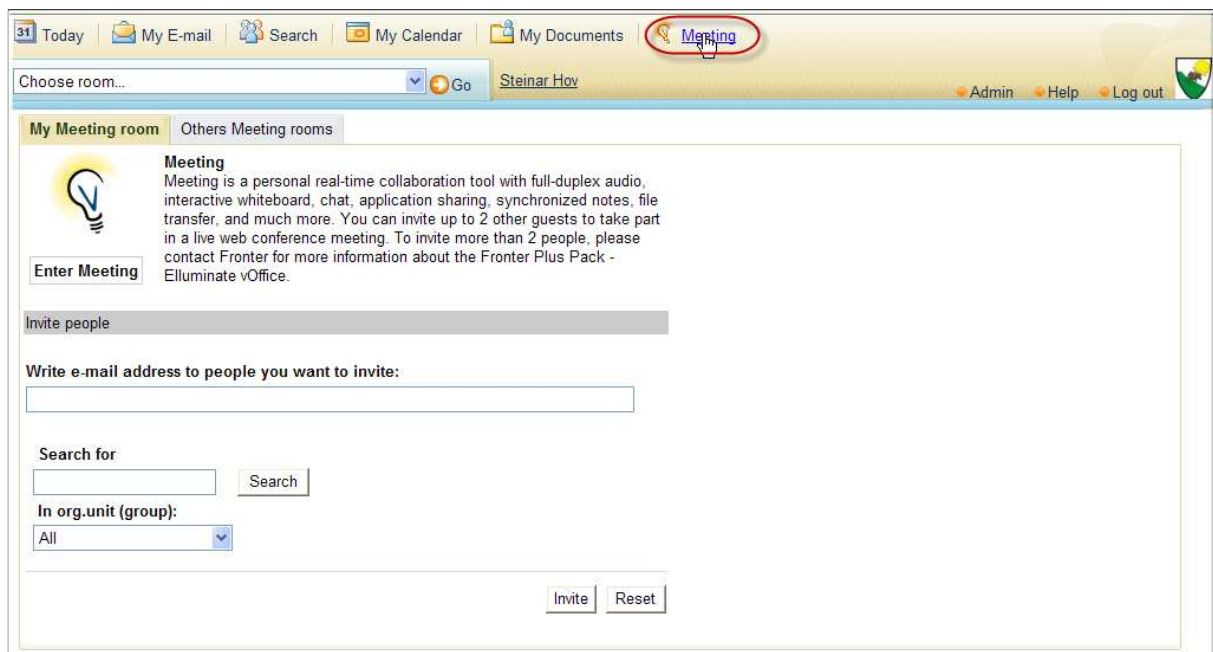 31 Today My E-mail Search My Calendar My Documents Meeting
Choose room... Go Steinar Hov
Admin Help Log out
My Meeting room Others Meeting rooms
Meeting
Meeting is a personal real-time collaboration tool with full-duplex audio,
interactive whiteboard, chat, application sharing, synchronized notes, file
transfer, and much more. You can invite up to 2 other guests to take part
in a live web conference meeting. To invite more than 2 people, please
contact Fronter for more information about the Fronter Plus Pack -
Elluminate vOffice.
Enter Meeting
Invite people
Write e-mail address to people you want to invite:
Search for
Search
In org.unit (group):
All
Invite Reset